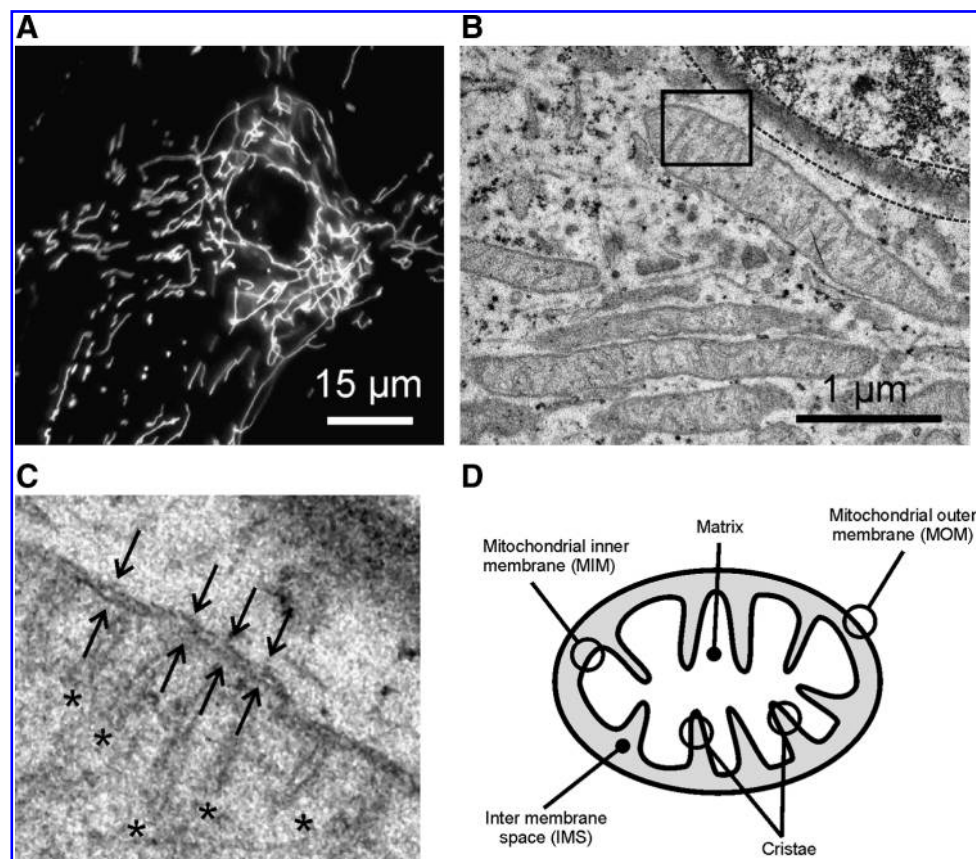 A
B
15 µm
1 µm
C
D
* * * * *
Matrix
Mitochondrial outer
membrane (MOM)
Mitochondrial inner
membrane (MIM)
Inter membrane
space (IMS)
Cristae